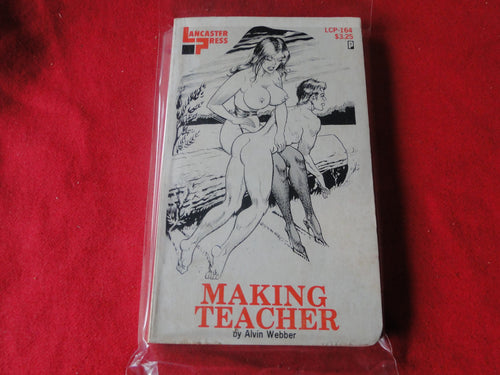 LANCASTER
PRESS
LCP-164
$3.25
P
MAKING
TEACHER
by Alvin Webber